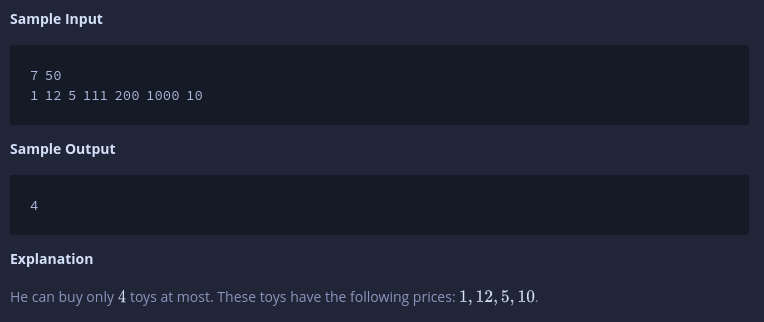 Sample Input
7 50
1 12 5 111 200 1000 10
Sample Output
4
Explanation
He can buy only 4 toys at most. These toys have the following prices: 1, 12, 5, 10.